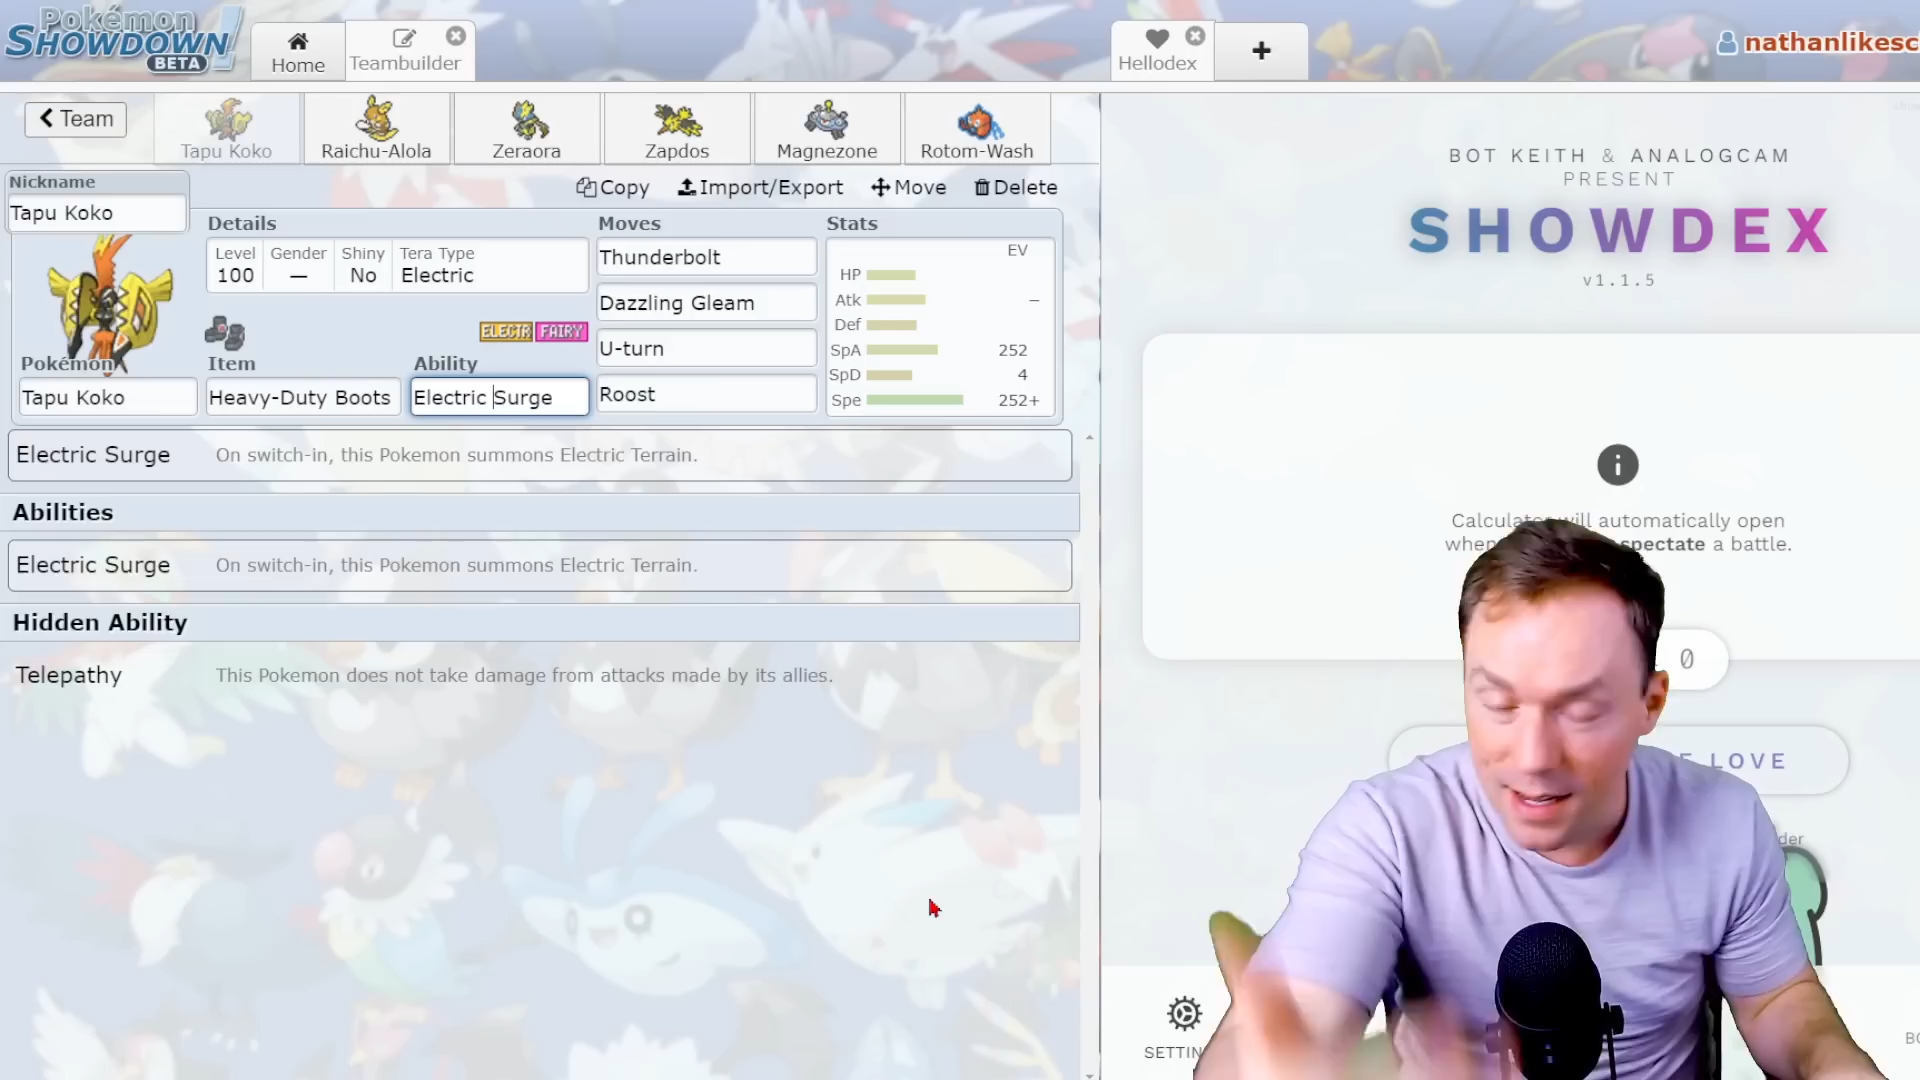 Pokémon
SHOWDOWN!
BETA
Home
Teambuilder
Hellodex
+
nathanlikesc
Team
Tapu Koko
Raichu-Alola
Zeraora
Zapdos
Magnezone
Rotom-Wash
Copy
Import/Export
Move
Delete
Nickname
Tapu Koko
Details
Level
100
Gender
—
Shiny
No
Tera Type
Electric
ELECTR
FAIRY
Pokémon
Tapu Koko
Item
Heavy-Duty Boots
Ability
Electric Surge
Moves
Thunderbolt
Dazzling Gleam
U-turn
Roost
Stats
EV
HP
Atk –
Def
SpA 252
SpD 4
Spe 252+
Electric Surge On switch-in, this Pokemon summons Electric Terrain.
Abilities
Electric Surge On switch-in, this Pokemon summons Electric Terrain.
Hidden Ability
Telepathy This Pokemon does not take damage from attacks made by its allies.
BOT KEITH & ANALOGCAM
PRESENT
SHOWDEX
v1.1.5
Calculator will automatically open
when spectate a battle.
0
LOVE
der
SETTIN